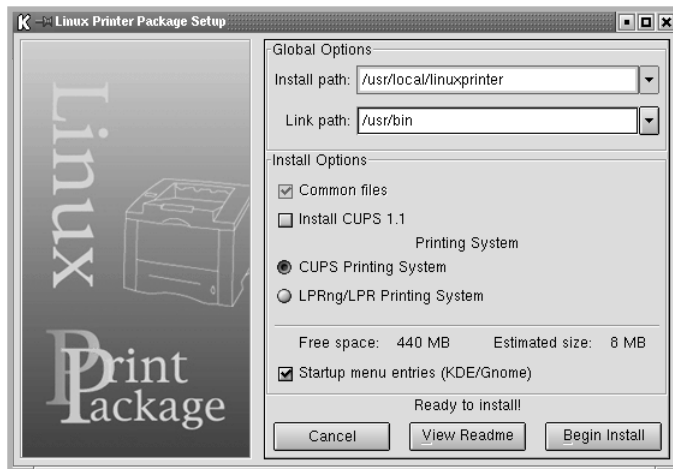 Linux Printer Package Setup
Linux
Print
Package
Global Options
Install path: /usr/local/linuxprinter
Link path: /usr/bin
Install Options
Common files
Install CUPS 1.1
Printing System
CUPS Printing System
LPRng/LPR Printing System
Free space: 440 MB Estimated size: 8 MB
Startup menu entries (KDE/Gnome)
Ready to install!
Cancel View Readme Begin Install